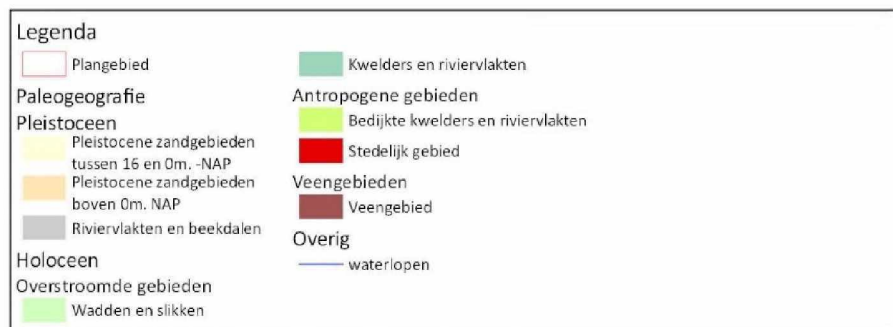 Legenda
Plangebied
Paleogeografie
Pleistoceen
Pleistocene zandgebieden
tussen 16 en 0m. -NAP
Pleistocene zandgebieden
boven 0m. NAP
Riviervlakten en beekdalen
Holoceen
Overstroomde gebieden
Wadden en slikken
Kwelders en riviervlakten
Antropogene gebieden
Bedijkte kwelders en riviervlakten
Stedelijk gebied
Veengebieden
Veengebied
Overig
waterlopen